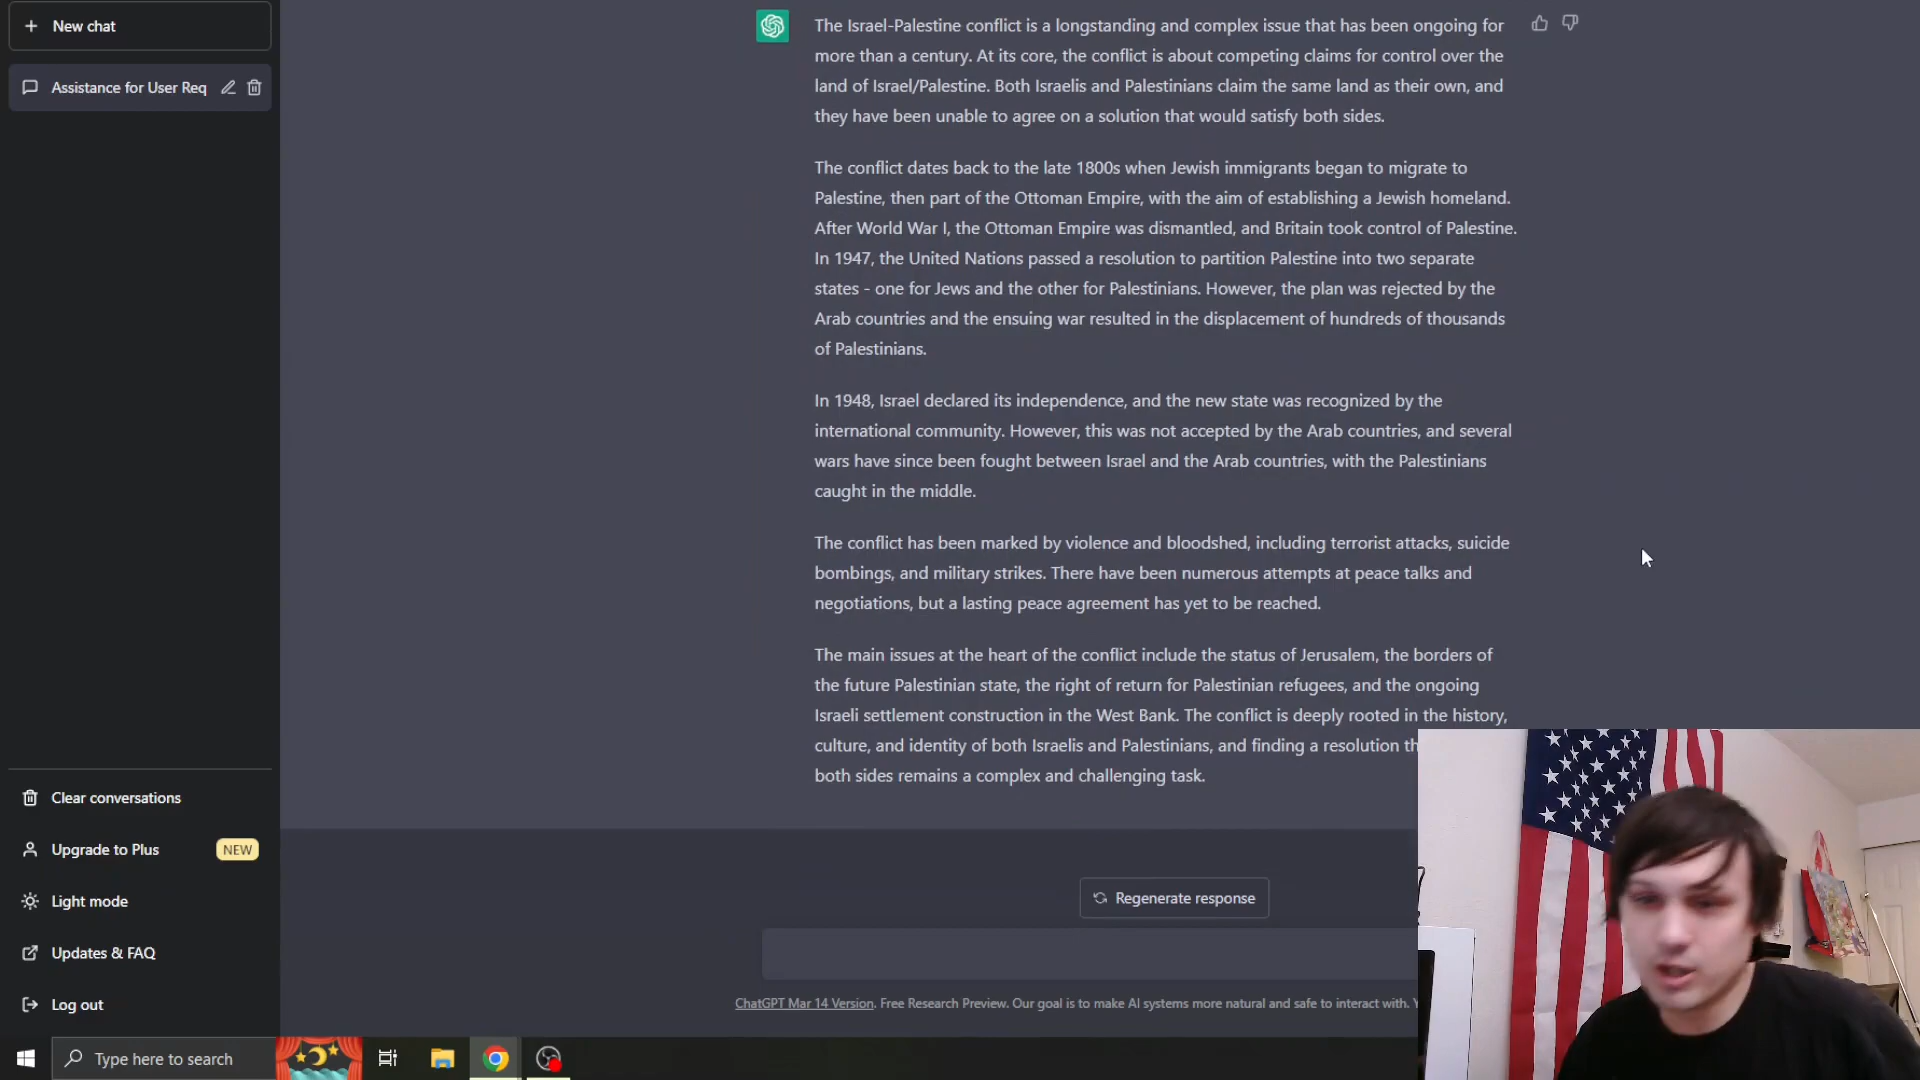 New chat
Assistance for User Req
The Israel-Palestine conflict is a longstanding and complex issue that has been ongoing for
more than a century. At its core, the conflict is about competing claims for control over the
land of Israel/Palestine. Both Israelis and Palestinians claim the same land as their own, and
they have been unable to agree on a solution that would satisfy both sides.
The conflict dates back to the late 1800s when Jewish immigrants began to migrate to
Palestine, then part of the Ottoman Empire, with the aim of establishing a Jewish homeland.
After World War I, the Ottoman Empire was dismantled, and Britain took control of Palestine.
In 1947, the United Nations passed a resolution to partition Palestine into two separate
states - one for Jews and the other for Palestinians. However, the plan was rejected by the
Arab countries and the ensuing war resulted in the displacement of hundreds of thousands
of Palestinians.
In 1948, Israel declared its independence, and the new state was recognized by the
international community. However, this was not accepted by the Arab countries, and several
wars have since been fought between Israel and the Arab countries, with the Palestinians
caught in the middle.
The conflict has been marked by violence and bloodshed, including terrorist attacks, suicide
bombings, and military strikes. There have been numerous attempts at peace talks and
negotiations, but a lasting peace agreement has yet to be reached.
The main issues at the heart of the conflict include the status of Jerusalem, the borders of
the future Palestinian state, the right of return for Palestinian refugees, and the ongoing
Israeli settlement construction in the West Bank. The conflict is deeply rooted in the history,
culture, and identity of both Israelis and Palestinians, and finding a resolution
both sides remains a complex and challenging task.
Clear conversations
Upgrade to Plus NEW
Light mode
Updates & FAQ
Log out
Regenerate response
ChatGPT Mar 14 Version. Free Research Preview. Our goal is to make AI systems more natural and safe to interact with.
Type here to search